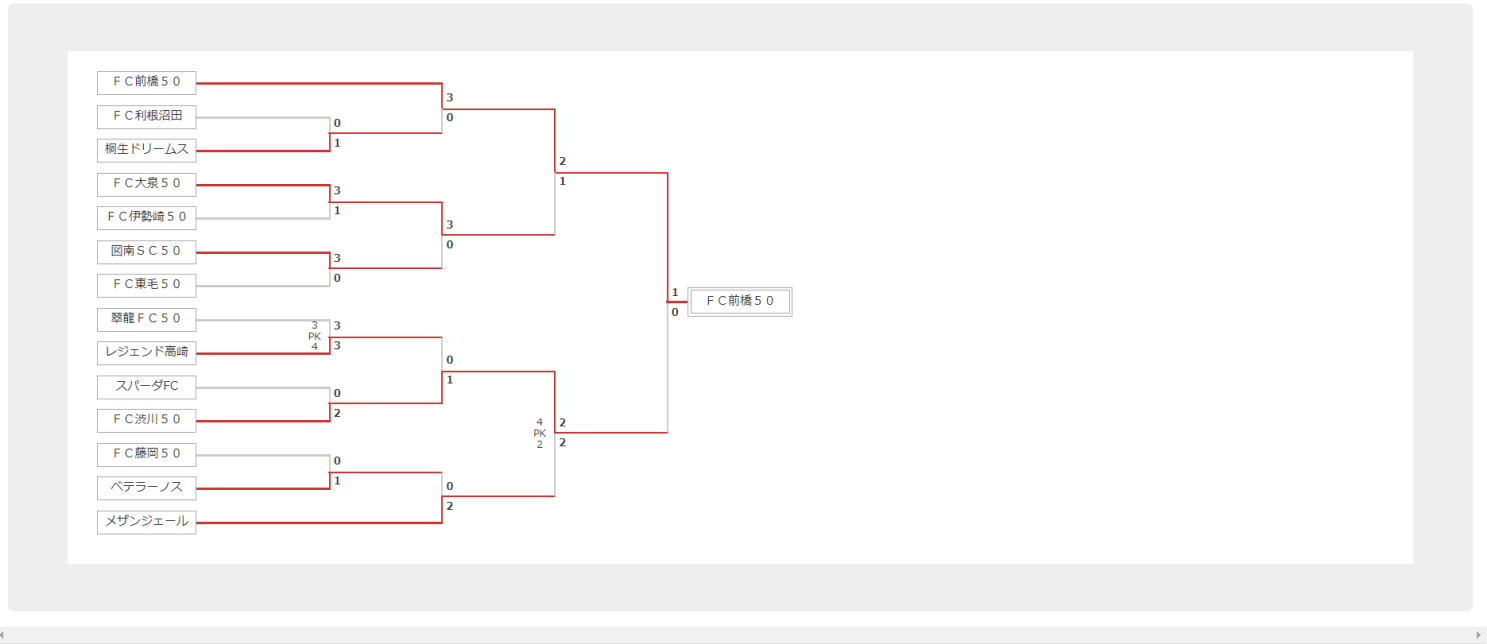 ＦＣ前橋５０
3
ＦＣ利根沼田
0
0
桐生ドリームス
1
2
ＦＣ大泉５０
3
1
ＦＣ伊勢崎５０
1
3
図南ＳＣ５０
3
0
ＦＣ東毛５０
0
1
ＦＣ前橋５０
0
翠龍ＦＣ５０
3
PK
4
3
レジェンド高崎
3
0
スパーダFC
0
1
ＦＣ渋川５０
2
4
PK
2
2
2
ＦＣ藤岡５０
0
ベテラーノス
1
0
メザンジェール
2